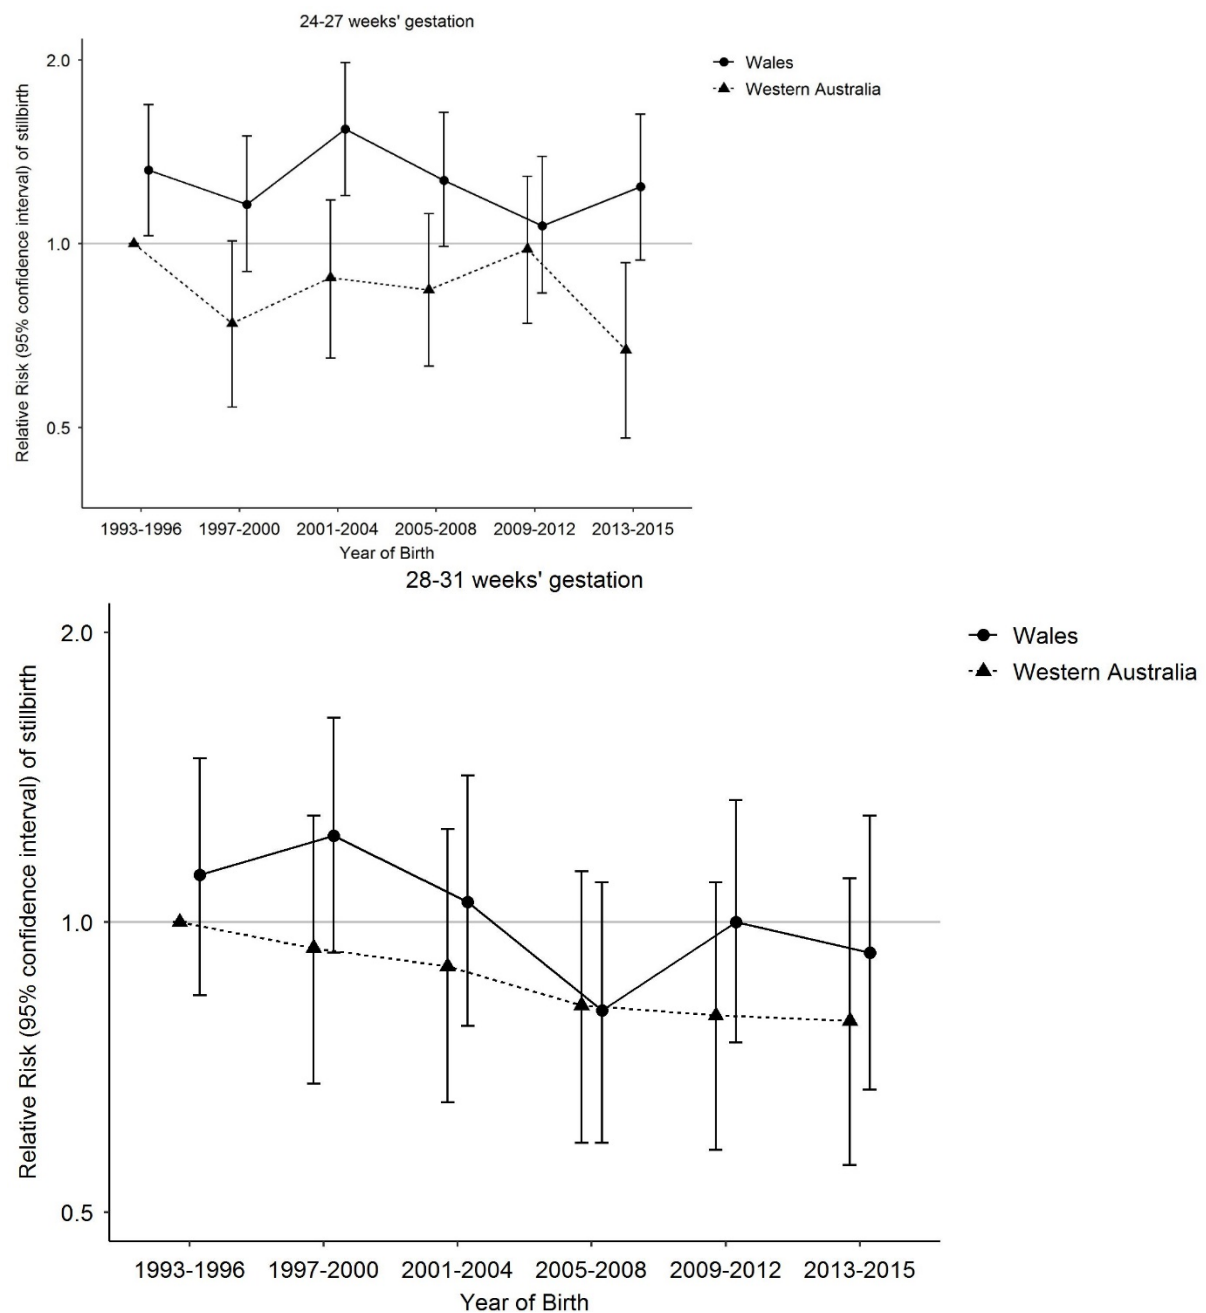 24-27 weeks' gestation
Relative Risk (95% confidence interval) of stillbirth
2.0
1.0
0.5
Wales
Western Australia
1993-1996 1997-2000 2001-2004 2005-2008 2009-2012 2013-2015
Year of Birth
28-31 weeks' gestation
Relative Risk (95% confidence interval) of stillbirth
2.0
1.0
0.5
Wales
Western Australia
1993-1996 1997-2000 2001-2004 2005-2008 2009-2012 2013-2015
Year of Birth